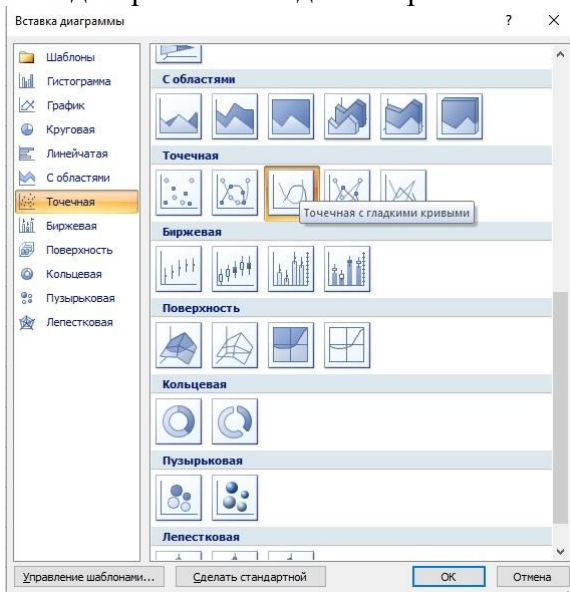 Вставка диаграммы
?
Шаблоны
Гистограмма
График
Круговая
Линейчатая
С областями
Точечная
Биржевая
Поверхность
Кольцевая
Пузырьковая
Лепестковая
С областями
Точечная
Точечная с гладкими кривыми
Биржевая
Поверхность
Кольцевая
Пузырьковая
Лепестковая
Управление шаблонами...
Сделать стандартной
ОК
Отмена